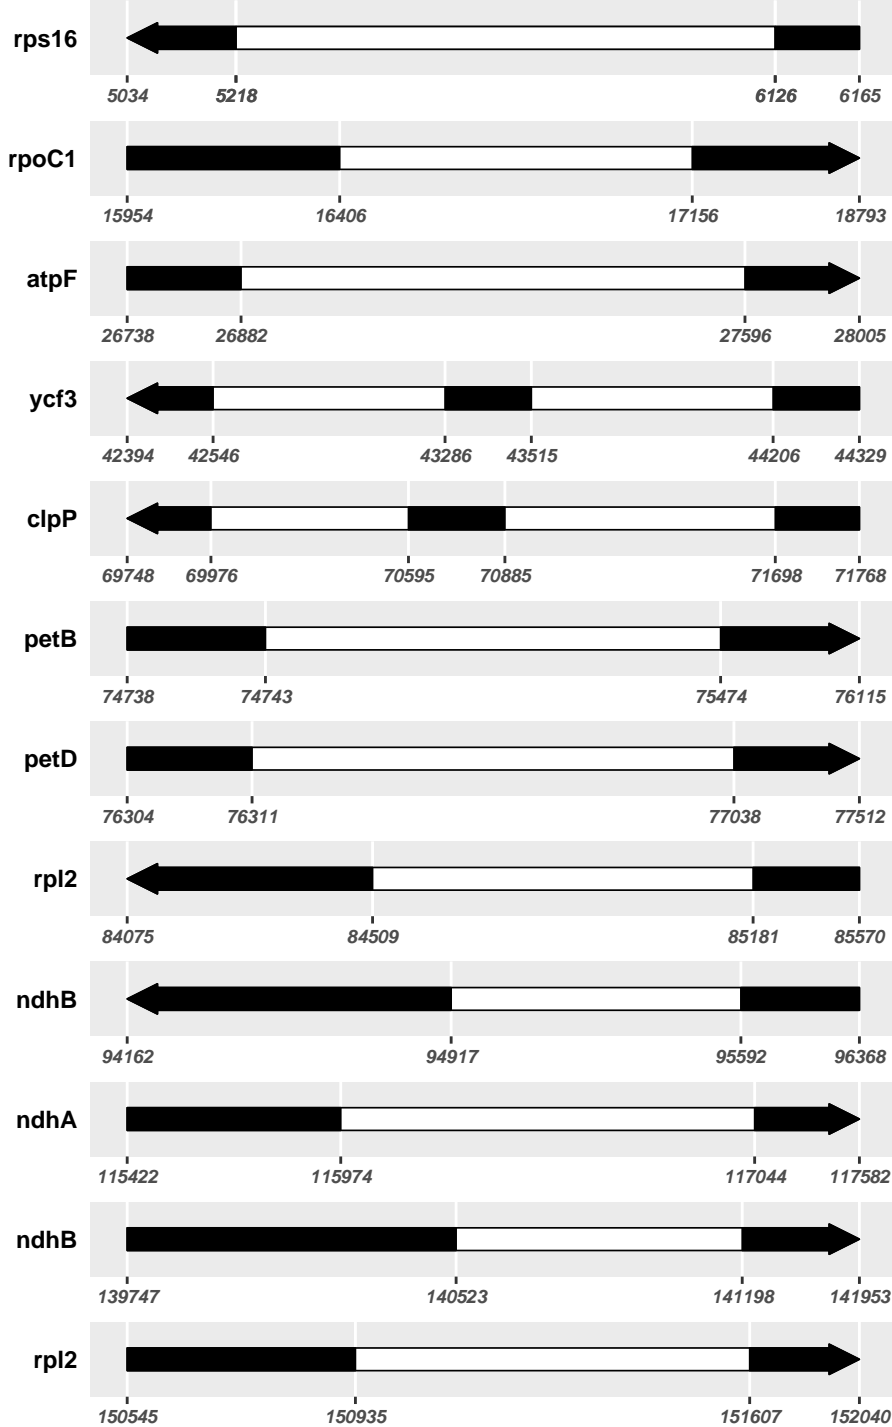 rps16
5034 5218 6126 6165
rpoC1
15954 16406 17156 18793
atpF
26738 26882 27596 28005
ycf3
42394 42546 43286 43515 44206 44329
clpP
69748 69976 70595 70885 71698 71768
petB
74738 74743 75474 76115
petD
76304 76311 77038 77512
rpl2
84075 84509 85181 85570
ndhB
94162 94917 95592 96368
ndhA
115422 115974 117044 117582
ndhB
139747 140523 141198 141953
rpl2
150545 150935 151607 152040